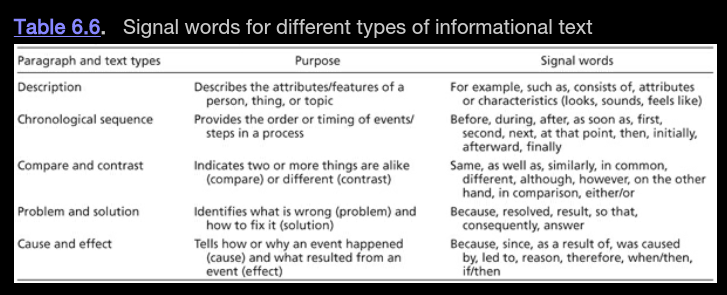 Table 6.6. Signal words for different types of informational text
Paragraph and text types Purpose Signal words
Description Describes the attributes/features of a For example, such as, consists of, attributes
person, thing, or topic or characteristics (looks, sounds, feels like)
Chronological sequence Provides the order or timing of events/ Before, during, after, as soon as, first,
steps in a process second, next, at that point, then, initially,
afterward, finally
Compare and contrast Indicates two or more things are alike Same, as well as, similarly, in common,
(compare) or different (contrast) different, although, however, on the other
hand, in comparison, either/or
Problem and solution Identifies what is wrong (problem) and Because, resolved, result, so that,
how to fix it (solution) consequently, answer
Cause and effect Tells how or why an event happened Because, since, as a result of, was caused
(cause) and what resulted from an by, led to, reason, therefore, when/then,
event (effect) if/then